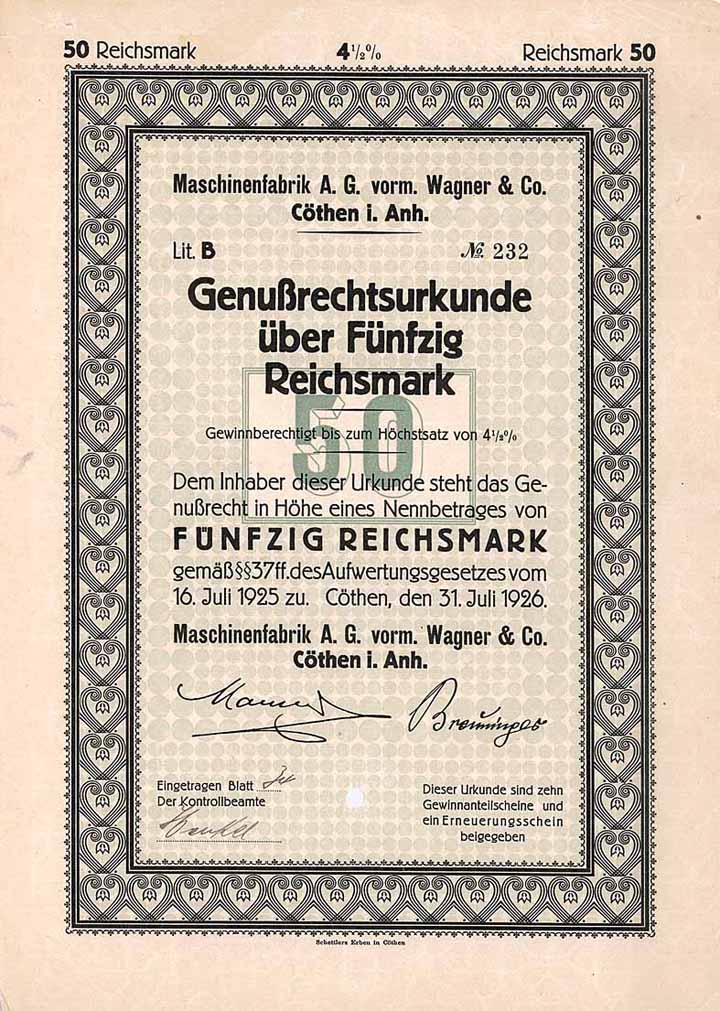 50 Reichsmark 4½% Reichsmark 50
Maschinenfabrik A. G. vorm. Wagner & Co.
Cöthen i. Anh.
Lit. B № 232
Genußrechtsurkunde
über Fünfzig
Reichsmark
50
Gewinnberechtigt bis zum Höchstsatz von 4½%
Dem Inhaber dieser Urkunde steht das Ge-
nußrecht in Höhe eines Nennbetrages von
FÜNFZIG REICHSMARK
gemäß §§ 37 ff. des Aufwertungsgesetzes vom
16. Juli 1925 zu. Cöthen, den 31. Juli 1926.
Maschinenfabrik A. G. vorm. Wagner & Co.
Cöthen i. Anh.
Breuninger
Eingetragen Blatt
Der Kontrollbeamte
Dieser Urkunde sind zehn
Gewinnanteilscheine und
ein Erneuerungsschein
beigegeben
Schettlers Erben in Cöthen